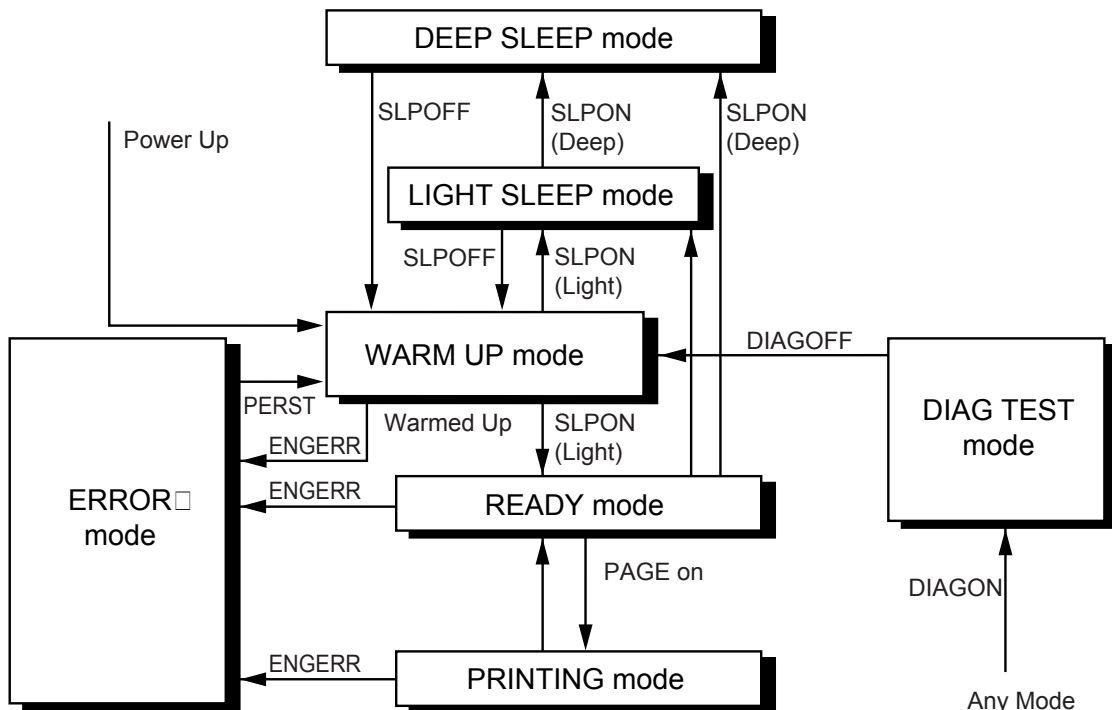 DEEP SLEEP mode
SLPOFF
SLPON
(Deep)
SLPON
(Deep)
Power Up
LIGHT SLEEP mode
SLPOFF
SLPON
(Light)
WARM UP mode
DIAGOFF
PERST
Warmed Up
SLPON
(Light)
ENGERR
DIAG TEST
mode
ERROR□
mode
ENGERR
READY mode
PAGE on
DIAGON
ENGERR
PRINTING mode
Any Mode